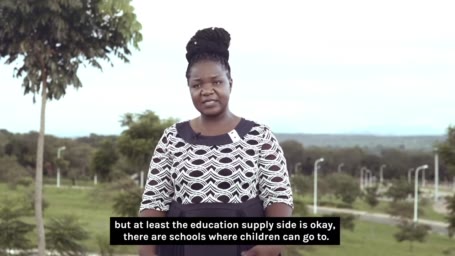 but at least the education supply side is okay,
there are schools where children can go to.